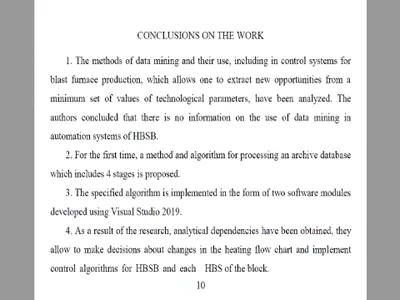 CONCLUSIONS ON THE WORK
1. The methods of data mining and their use, including in control systems for
blast furnace production, which allows one to extract new opportunities from a
minimum set of values of technological parameters, have been analyzed. The
authors concluded that there is no information on the use of data mining in
automation systems of HBSB.
2. For the first time, a method and algorithm for processing an archive database
which includes 4 stages is proposed.
3. The specified algorithm is implemented in the form of two software modules
developed using Visual Studio 2019.
4. As a result of the research, analytical dependencies have been obtained, they
allow to make decisions about changes in the heating flow chart and implement
control algorithms for HBSB and each HBS of the block.
10